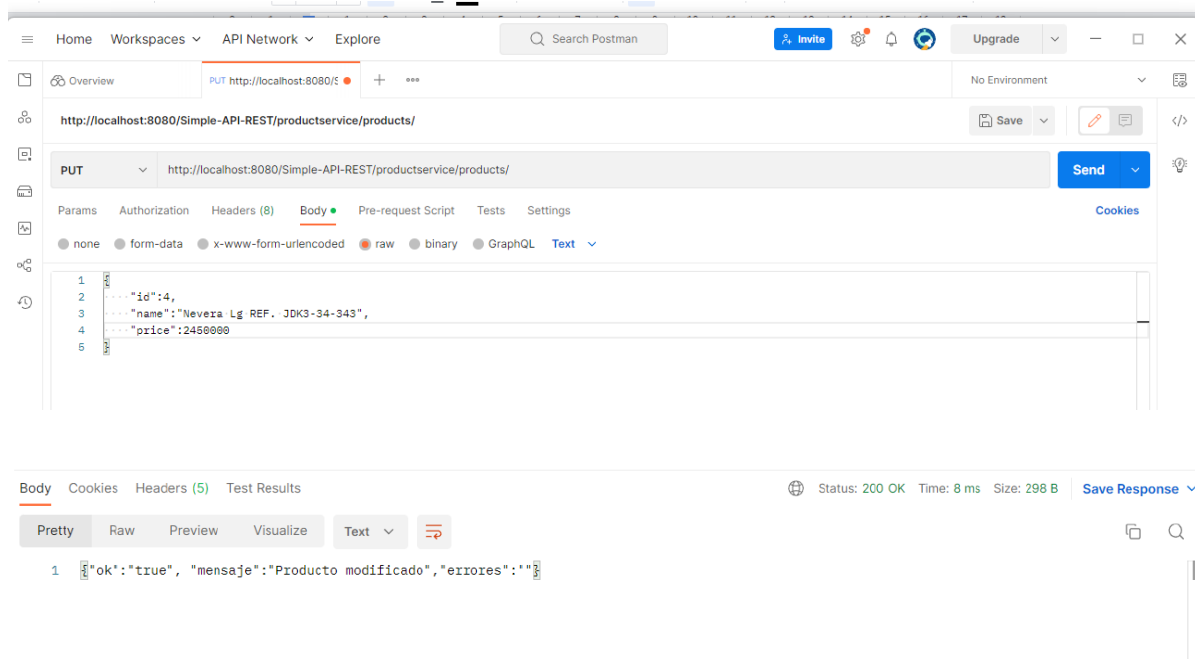 Home Workspaces API Network Explore Search Postman Invite Upgrade
Overview PUT http://localhost:8080/S No Environment
http://localhost:8080/Simple-API-REST/productservice/products/ Save
PUT http://localhost:8080/Simple-API-REST/productservice/products/ Send
Params Authorization Headers (8) Body Pre-request Script Tests Settings Cookies
none form-data x-www-form-urlencoded raw binary GraphQL Text
1 {
2 "id":4,
3 "name":"Nevera Lg REF. JDK3-34-343",
4 "price":2450000
5 }
Body Cookies Headers (5) Test Results Status: 200 OK Time: 8 ms Size: 298 B Save Response
Pretty Raw Preview Visualize Text
1 {"ok":"true", "mensaje":"Producto modificado","errores":""}